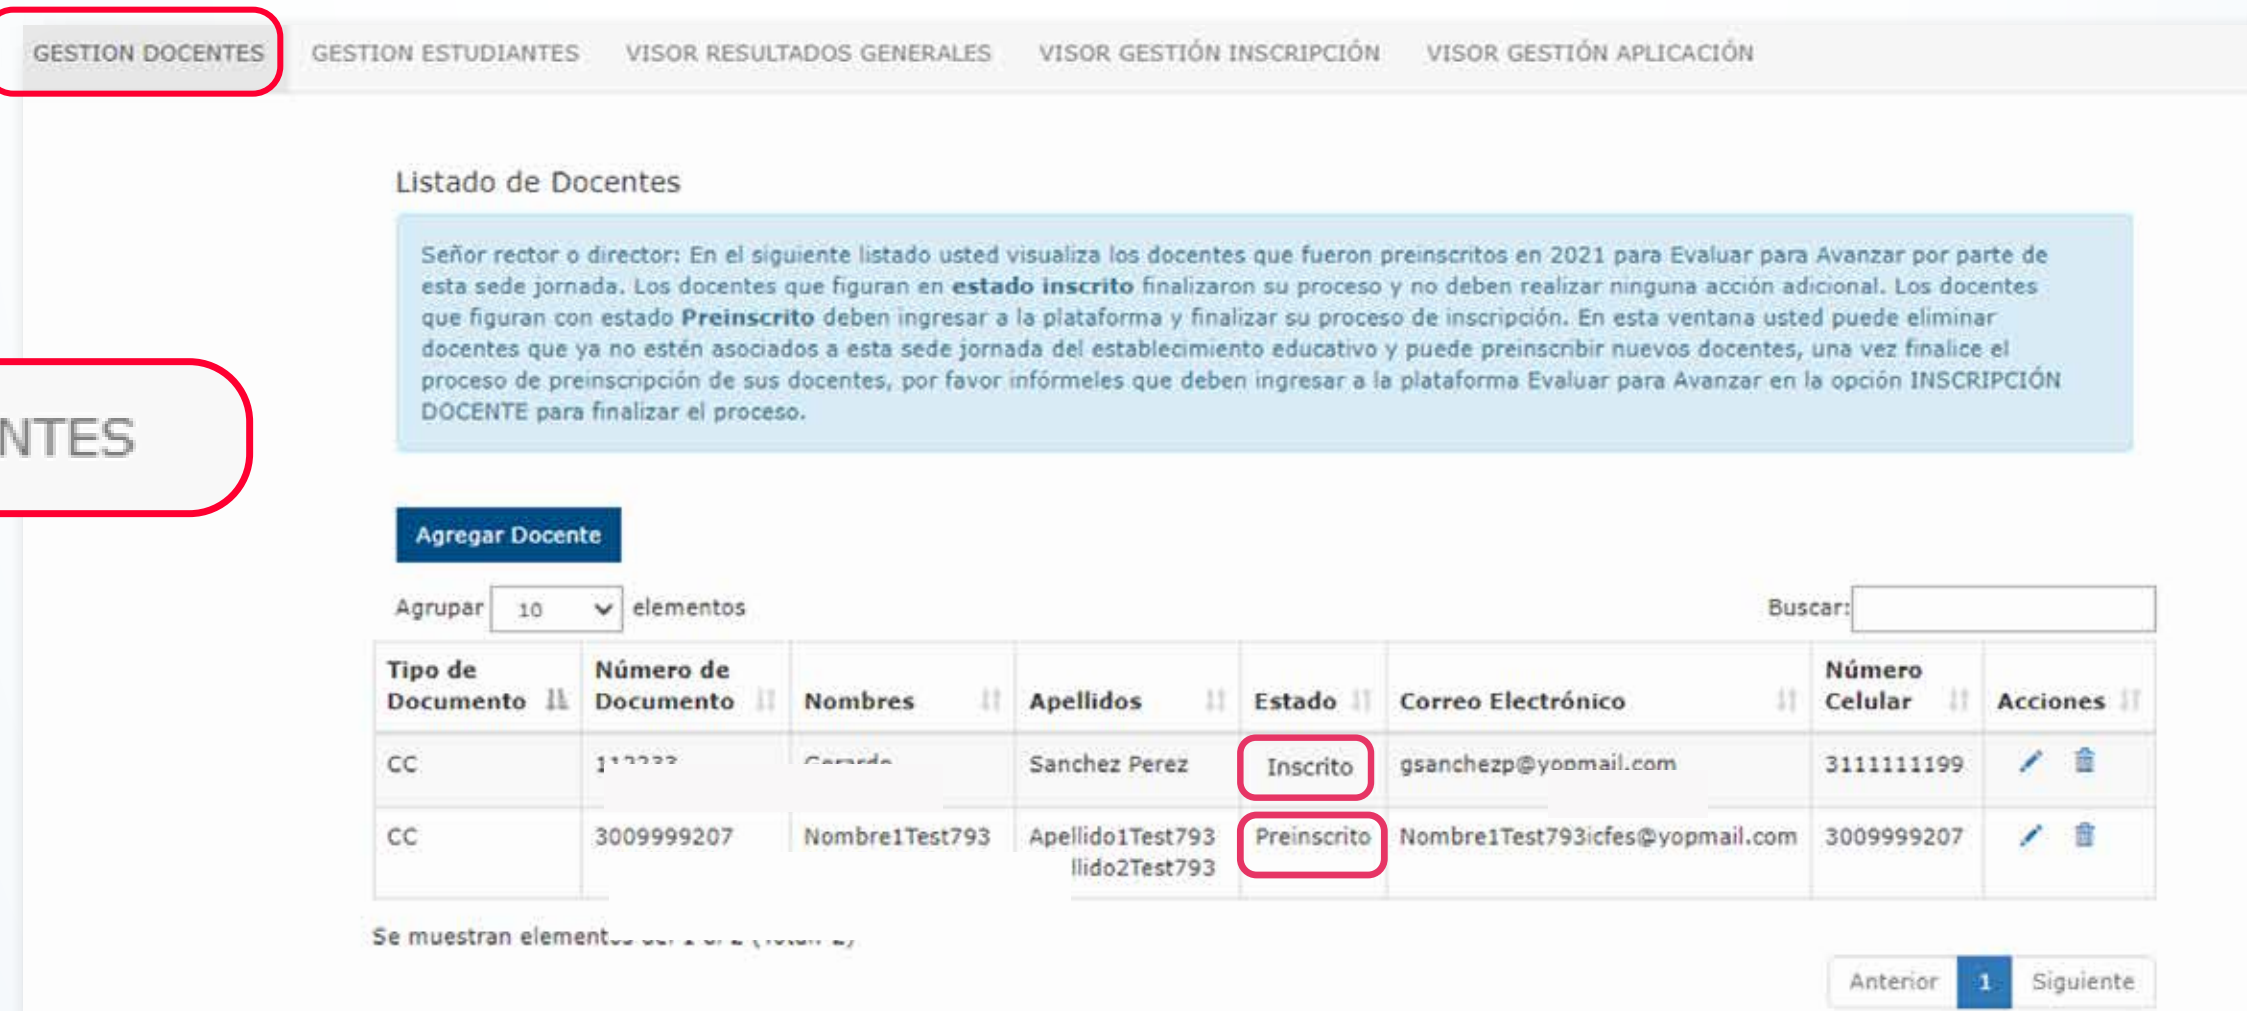 GESTION DOCENTES GESTION ESTUDIANTES VISOR RESULTADOS GENERALES VISOR GESTIÓN INSCRIPCIÓN VISOR GESTIÓN APLICACIÓN
Listado de Docentes
Señor rector o director: En el siguiente listado usted visualiza los docentes que fueron preinscritos en 2021 para Evaluar para Avanzar por parte de
esta sede jornada. Los docentes que figuran en estado inscrito finalizaron su proceso y no deben realizar ninguna acción adicional. Los docentes
que figuran con estado Preinscrito deben ingresar a la plataforma y finalizar su proceso de inscripción. En esta ventana usted puede eliminar
docentes que ya no estén asociados a esta sede jornada del establecimiento educativo y puede preinscribir nuevos docentes, una vez finalice el
proceso de preinscripción de sus docentes, por favor infórmeles que deben ingresar a la plataforma Evaluar para Avanzar en la opción INSCRIPCIÓN
DOCENTE para finalizar el proceso.
NTES
Agregar Docente
Agrupar 10 elementos Buscar:
Tipo de Documento Número de Documento Nombres Apellidos Estado Correo Electrónico Número Celular Acciones
CC Sanchez Perez Inscrito gsanchezp@yopmail.com 3111111199
CC 3009999207 Nombre1Test793 Apellido1Test793 Preinscrito Nombre1Test793icfes@yopmail.com 3009999207
llido2Test793
Se muestran
Anterior 1 Siguiente